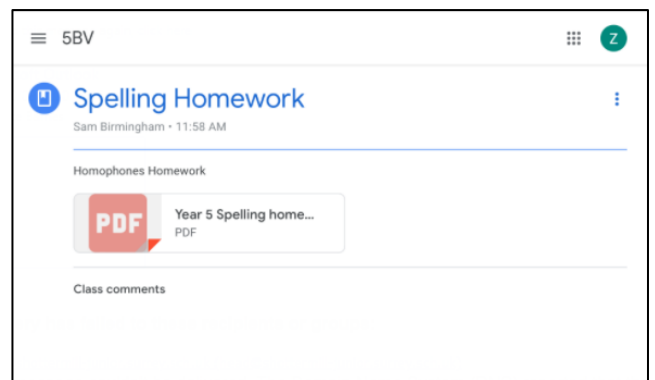 5BV
Z
Spelling Homework
Sam Birmingham • 11:58 AM
Homophones Homework
PDF
Year 5 Spelling home...
PDF
Class comments